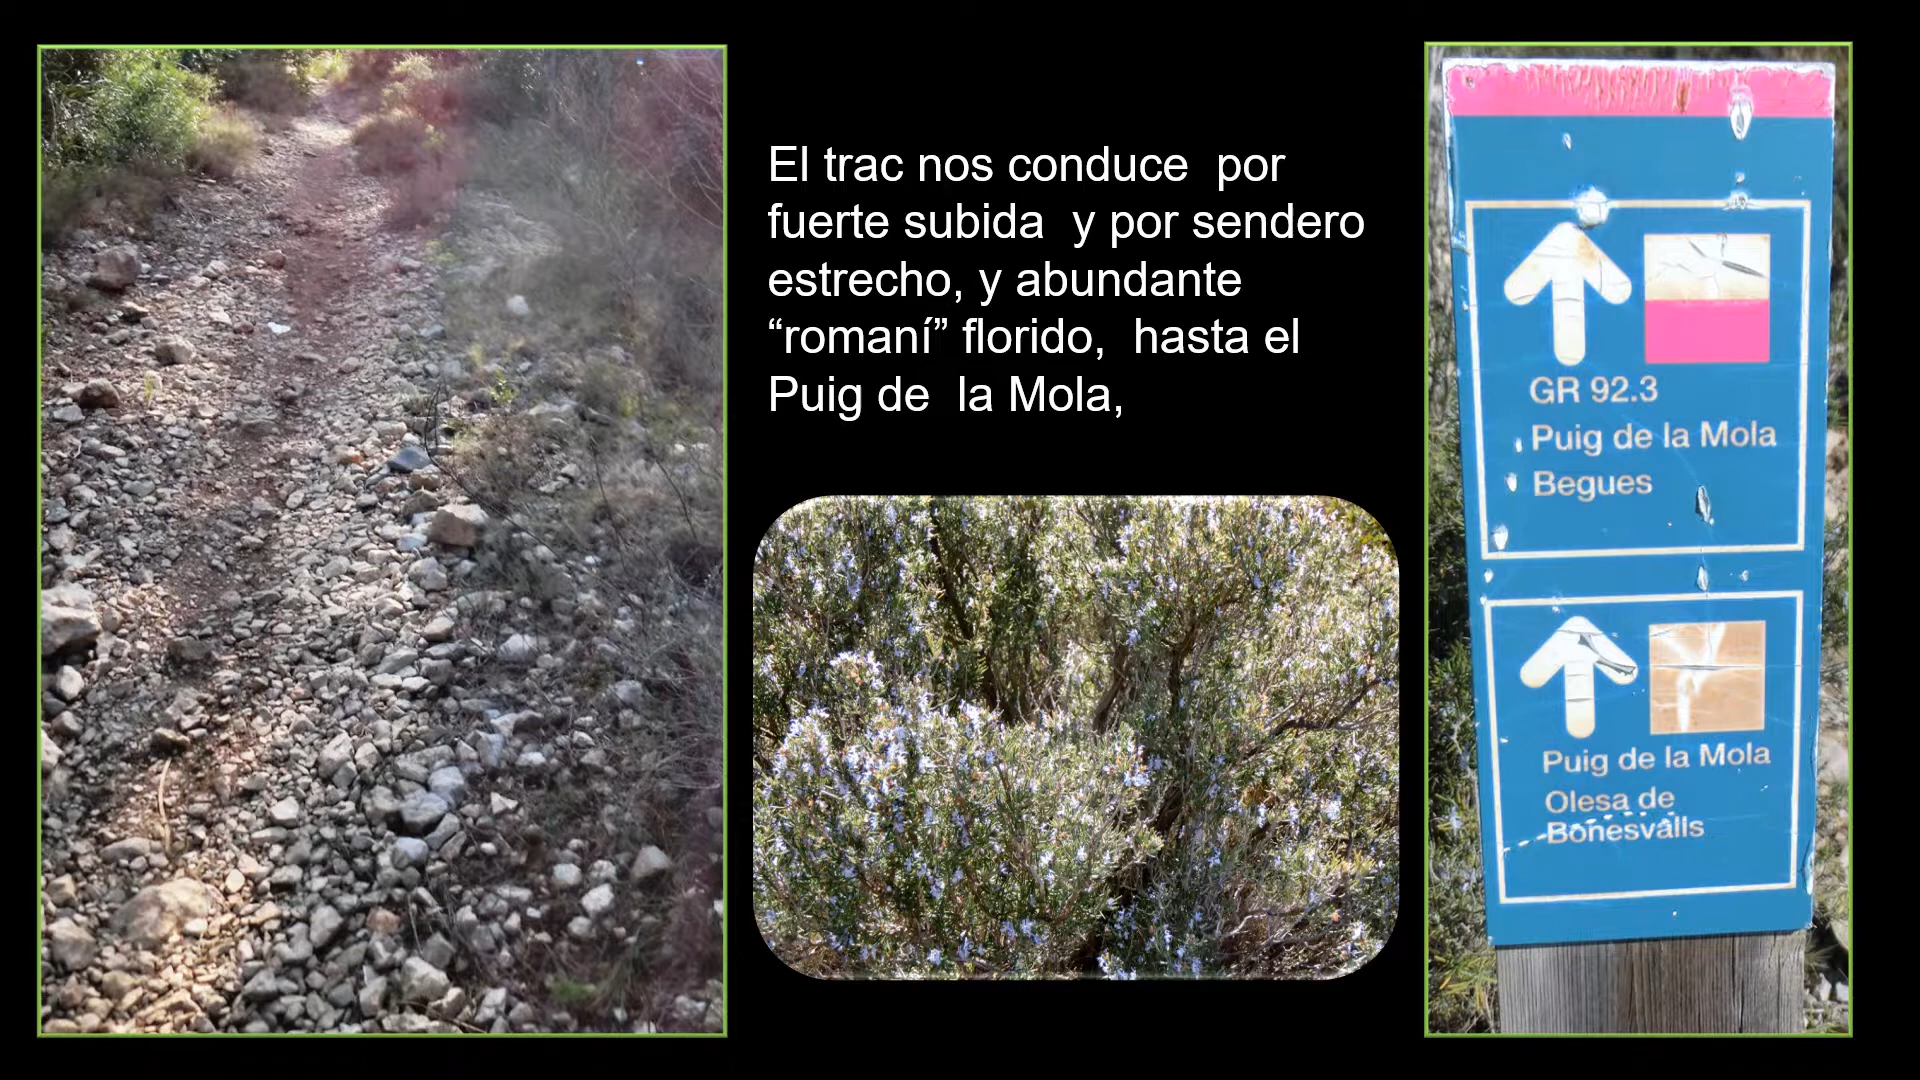 El trac nos conduce  por
fuerte subida  y por sendero
estrecho, y abundante
“romaní” florido,  hasta el
Puig de  la Mola,
GR 92.3
Puig de la Mola
Begues
Puig de la Mola
Olesa de
Bonesvalls